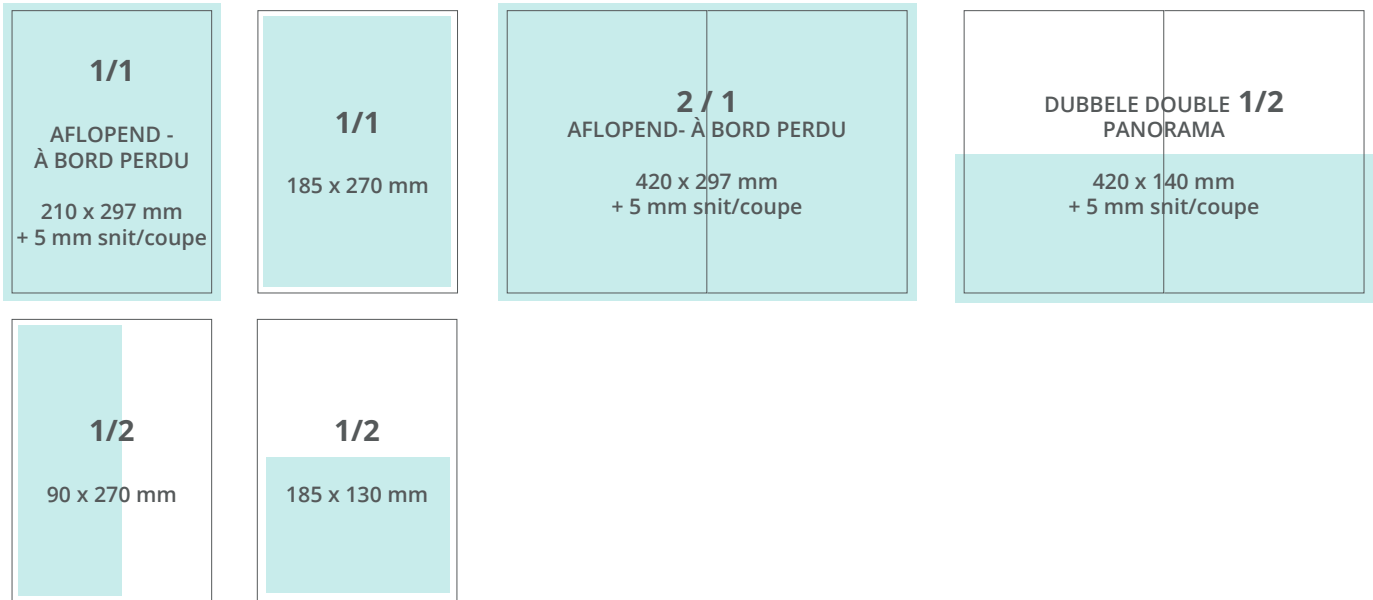 1/1
AFLOPEND -
À BORD PERDU
210 x 297 mm
+ 5 mm snit/coupe
1/1
185 x 270 mm
2 / 1
AFLOPEND- À BORD PERDU
420 x 297 mm
+ 5 mm snit/coupe
DUBBELE DOUBLE 1/2
PANORAMA
420 x 140 mm
+ 5 mm snit/coupe
1/2
90 x 270 mm
1/2
185 x 130 mm